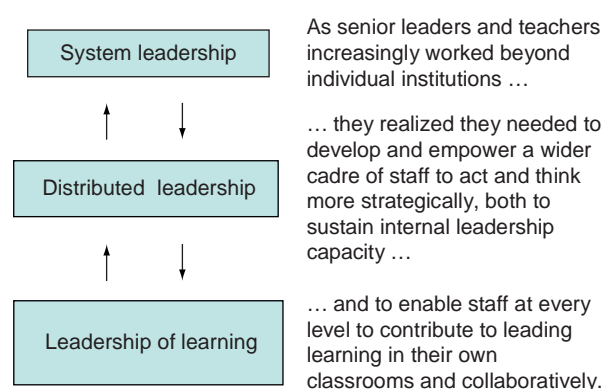 System leadership
As senior leaders and teachers
increasingly worked beyond
individual institutions …
Distributed leadership
… they realized they needed to
develop and empower a wider
cadre of staff to act and think
more strategically, both to
sustain internal leadership
capacity …
Leadership of learning
… and to enable staff at every
level to contribute to leading
learning in their own
classrooms and collaboratively.